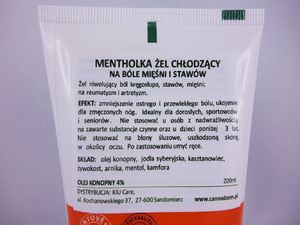 MENTHOLKA ŻEL CHŁODZĄCY
NA BÓLE MIĘŚNI I STAWÓW
Żel niwelujący ból kręgosłupa, stawów, mięśni;
na reumatyzm i artretyzm.
EFEKT: zmniejszenie ostrego i przewlekłego bólu, ukojenie
dla zmęczonych nóg. Idealny dla dorosłych, sportowców
i seniorów. Nie stosować u osób z nadwrażliwością
na zawarte substancje czynne oraz u dzieci poniżej 3 lat.
Nie stosować na błony śluzowe, uszkodzoną skórę,
w okolicy oczu. Po zastosowaniu umyć ręce.
SKŁAD: olej konopny, jodła syberyjska, kasztanowiec,
żywokost, arnika, mentol, kamfora
OLEJ KONOPNY 4% 200ml
DYSTRYBUCJA: KIU Care,
ul. Kochanowskiego 37, 27-600 Sandomierz
www.cannaderm.pl